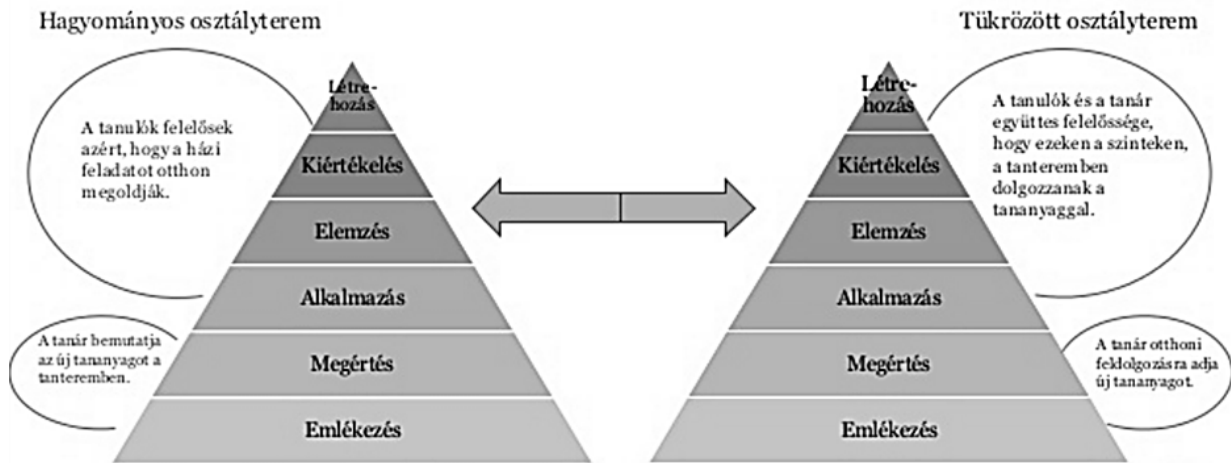 Hagyományos osztályterem
A tanulók felelősek
azért, hogy a házi
feladatot otthon
megoldják.
A tanár bemutatja
az új tananyagot a
tanteremben.
Létre-
hozás
Kiértékelés
Elemzés
Alkalmazás
Megértés
Emlékezés
Tükrözött osztályterem
Létre-
hozás
Kiértékelés
Elemzés
Alkalmazás
Megértés
Emlékezés
A tanulók és a tanár
együttes felelőssége,
hogy ezeken a szinteken,
a tanteremben
dolgozzanak a
tananyaggal.
A tanár otthoni
feldolgozásra adja
új tananyagot.